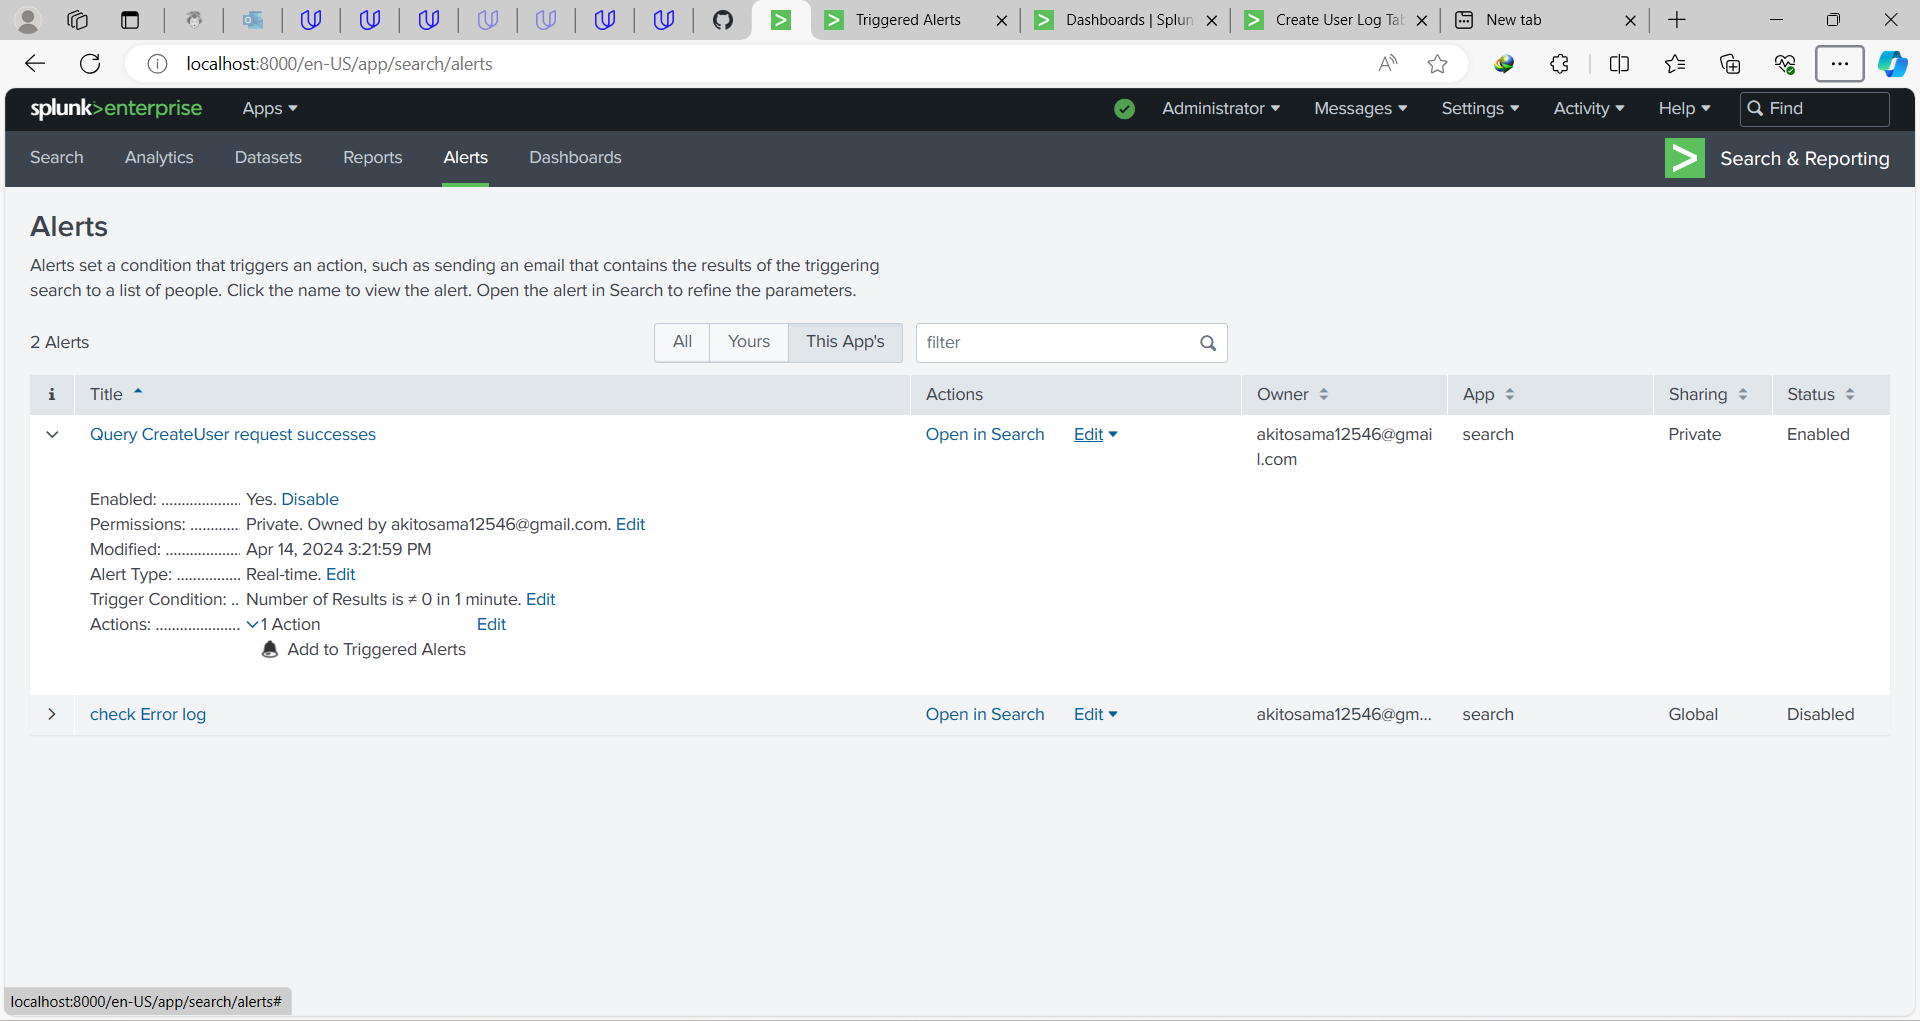 Triggered Alerts
Dashboards | Splun
Create User Log Tab
New tab
localhost:8000/en-US/app/search/alerts
splunk>enterprise Apps Administrator Messages Settings Activity Help Find
Search Analytics Datasets Reports Alerts Dashboards Search & Reporting
Alerts
Alerts set a condition that triggers an action, such as sending an email that contains the results of the triggering
search to a list of people. Click the name to view the alert. Open the alert in Search to refine the parameters.
2 Alerts All Yours This App's filter
i Title Actions Owner App Sharing Status
Query CreateUser request successes Open in Search Edit akitosama12546@gmai search Private Enabled
l.com
Enabled: ................... Yes. Disable
Permissions: ............ Private. Owned by akitosama12546@gmail.com. Edit
Modified: .................. Apr 14, 2024 3:21:59 PM
Alert Type: ............... Real-time. Edit
Trigger Condition: .. Number of Results is ≠ 0 in 1 minute. Edit
Actions: .................... 1 Action Edit
Add to Triggered Alerts
check Error log Open in Search Edit akitosama12546@gm... search Global Disabled
localhost:8000/en-US/app/search/alerts#